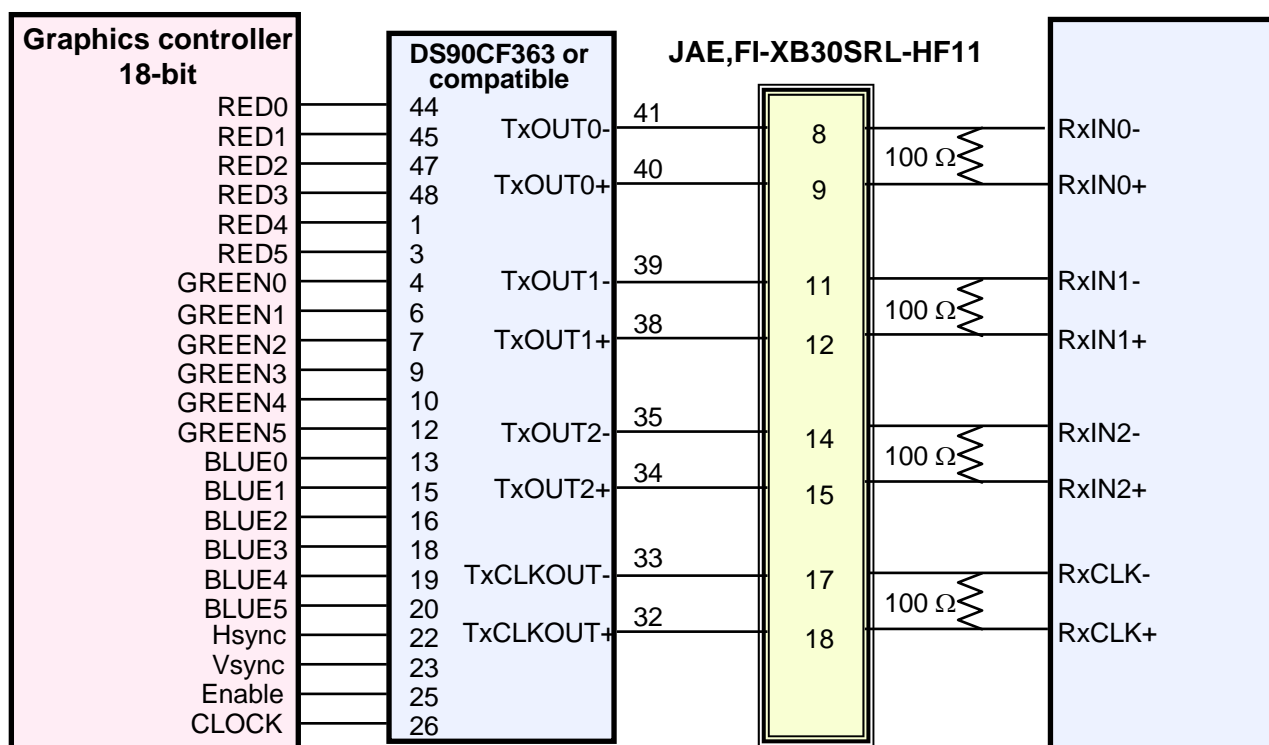 Graphics controller
18-bit
RED0
RED1
RED2
RED3
RED4
RED5
GREEN0
GREEN1
GREEN2
GREEN3
GREEN4
GREEN5
BLUE0
BLUE1
BLUE2
BLUE3
BLUE4
BLUE5
Hsync
Vsync
Enable
CLOCK
DS90CF363 or
compatible
44
45
47
48
1
3
4
6
7
9
10
12
13
15
16
18
19
20
22
23
25
26
TxOUT0-
TxOUT0+
TxOUT1-
TxOUT1+
TxOUT2-
TxOUT2+
TxCLKOUT-
TxCLKOUT+
41
40
39
38
35
34
33
32
JAE,FI-XB30SRL-HF11
8
9
11
12
14
15
17
18
100 Ω
100 Ω
100 Ω
100 Ω
RxIN0-
RxIN0+
RxIN1-
RxIN1+
RxIN2-
RxIN2+
RxCLK-
RxCLK+